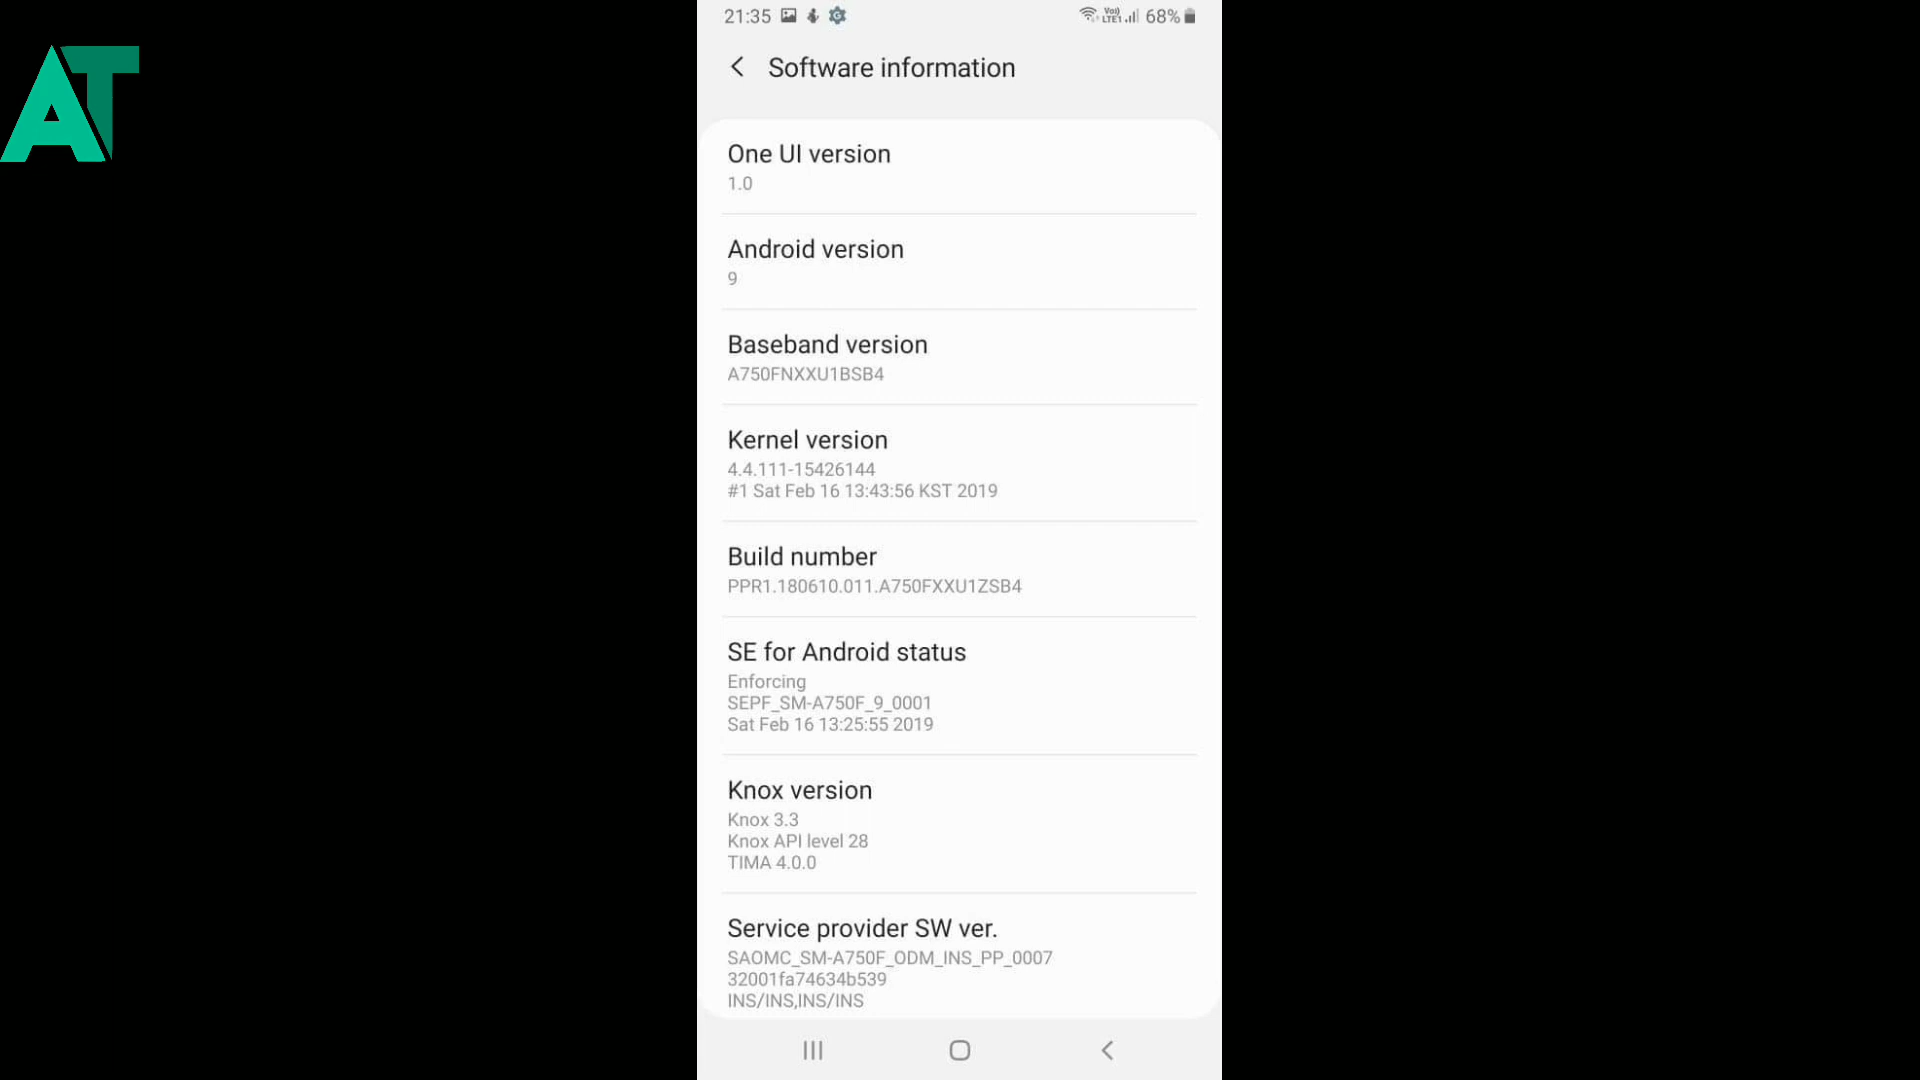 AT
21:35
Vo)) LTE1 68%
Software information
One UI version
1.0
Android version
9
Baseband version
A750FNXXU1BSB4
Kernel version
4.4.111-15426144
#1 Sat Feb 16 13:43:56 KST 2019
Build number
PPR1.180610.011.A750FXXU1ZSB4
SE for Android status
Enforcing
SEPF_SM-A750F_9_0001
Sat Feb 16 13:25:55 2019
Knox version
Knox 3.3
Knox API level 28
TIMA 4.0.0
Service provider SW ver.
SAOMC_SM-A750F_ODM_INS_PP_0007
32001fa74634b539
INS/INS,INS/INS